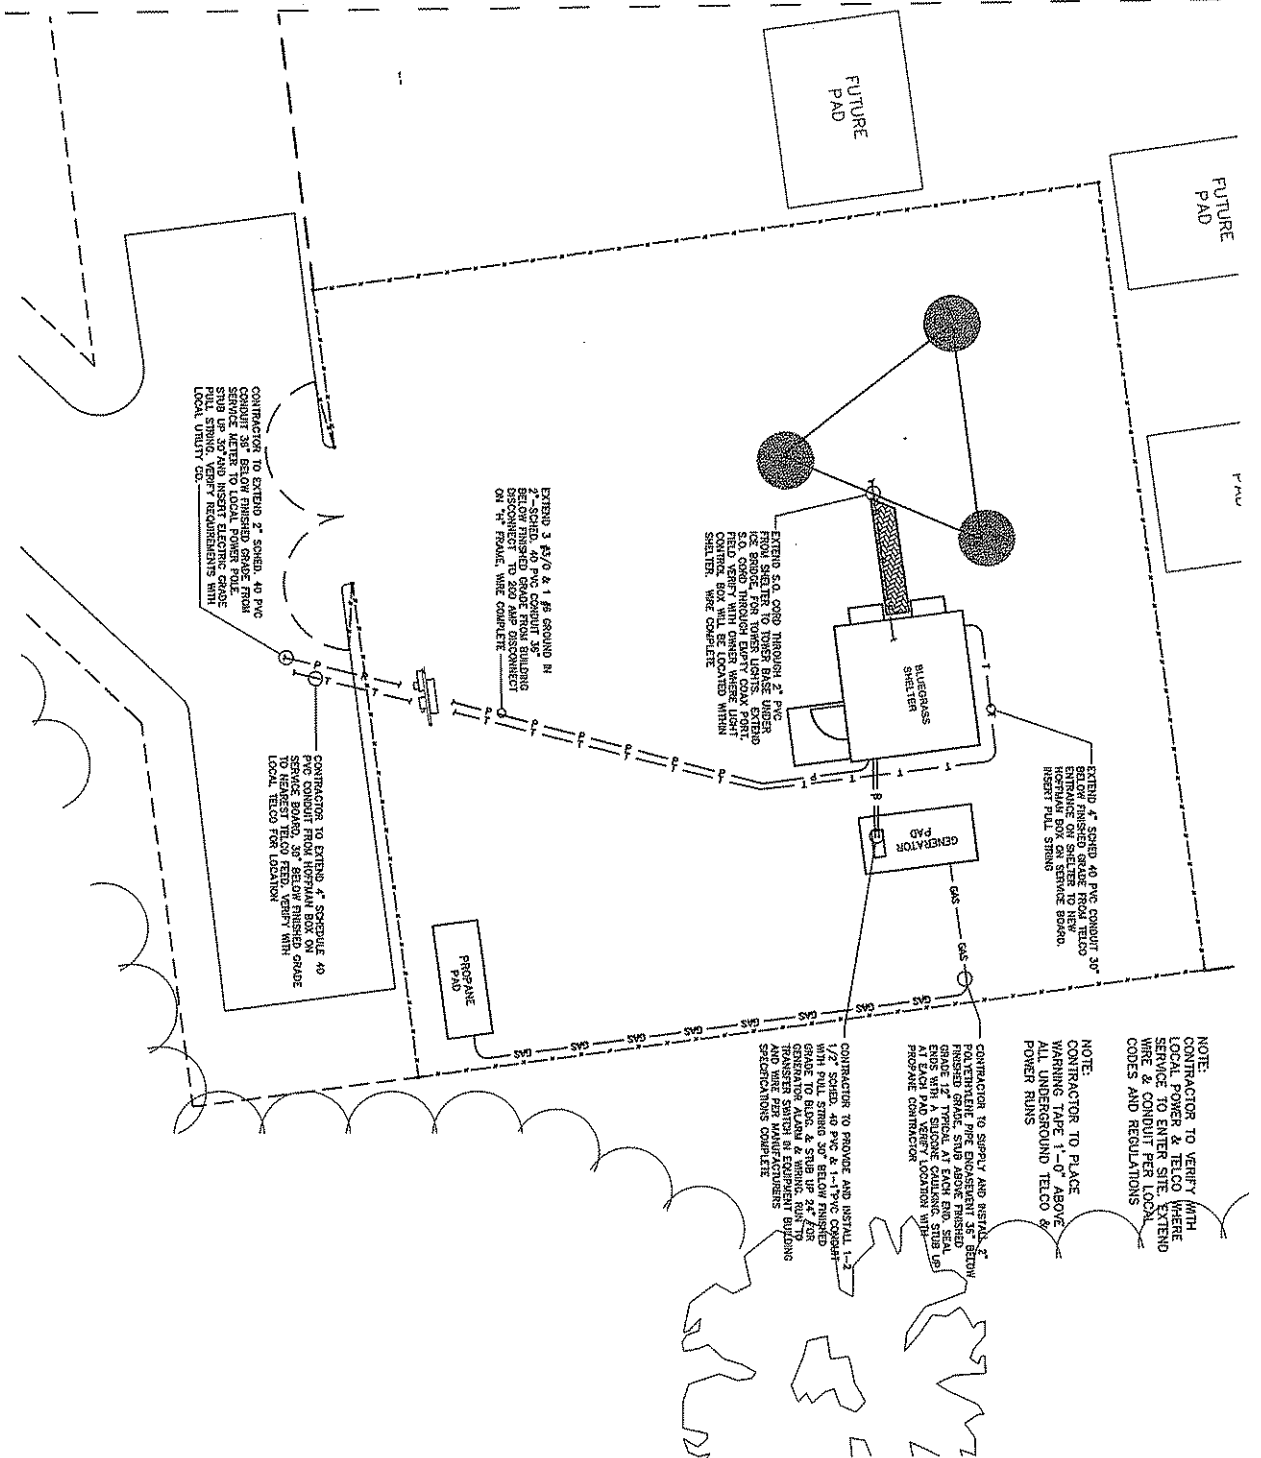 FUTURE
PAD
FUTURE
PAD
PAD
NOTE:
CONTRACTOR TO VERIFY WITH
LOCAL POWER & TELCO WHERE
SERVICE TO ENTER SITE. EXTEND
WIRE & CONDUIT PER LOCAL
CODES AND REGULATIONS
NOTE:
CONTRACTOR TO PLACE
WARNING TAPE 1'-0" ABOVE
ALL UNDERGROUND TELCO &
POWER RUNS
EXTEND 4" SCHED 40 PVC CONDUIT 30"
BELOW FINISHED GRADE FROM TELCO
ENTRANCE ON SHELTER TO NEW
HOFFMAN BOX ON SERVICE BOARD.
INSERT PULL STRING
BLUEGRASS
SHELTER
GENERATOR
PAD
E
EXTEND S.O. CORD THROUGH 2" PVC
FROM SHELTER TO TOWER BASE UNDER
ICE BRIDGE, FOR TOWER LIGHTS. EXTEND
S.O. CORD THROUGH EMPTY COAX PORT.
FIELD VERIFY WITH OWNER WHERE LIGHT
CONTROL BOX WILL BE LOCATED WITHIN
SHELTER. WIRE COMPLETE
CONTRACTOR TO SUPPLY AND INSTALL 2"
POLYETHYLENE PIPE ENCASEMENT 36" BELOW
FINISHED GRADE. STUB ABOVE FINISHED
GRADE 12" TYPICAL AT EACH END. SEAL
ENDS WITH A SILICONE CAULKING. STUB UP
AT EACH PAD VERIFY LOCATION WITH
PROPANE CONTRACTOR
CONTRACTOR TO PROVIDE AND INSTALL 1-2
1/2" SCHED. 40 PVC & 1-1"PVC CONDUIT
WITH PULL STRING 30" BELOW FINISHED
GRADE TO BLDG. & STUB UP 24" FOR
GENERATOR ALARM & WIRING. RUN TO
TRANSFER SWITCH IN EQUIPMENT BUILDING
AND WIRE PER MANUFACTURERS
SPECIFICATIONS COMPLETE
EXTEND 3 #3/0 & 1 #6 GROUND IN
2"-SCHED. 40 PVC CONDUIT 36"
BELOW FINISHED GRADE FROM BUILDING
DISCONNECT TO 200 AMP DISCONNECT
ON "H" FRAME, WIRE COMPLETE
PROPANE
PAD
GAS
GAS
GAS
GAS
GAS
GAS
GAS
GAS
CONTRACTOR TO EXTEND 4" SCHEDULE 40
PVC CONDUIT FROM HOFFMAN BOX ON
SERVICE BOARD, 30" BELOW FINISHED GRADE
TO NEAREST TELCO FEED. VERIFY WITH
LOCAL TELCO FOR LOCATION
CONTRACTOR TO EXTEND 2" SCHED. 40 PVC
CONDUIT 36" BELOW FINISHED GRADE FROM
SERVICE METER TO LOCAL POWER POLE.
STUB UP 30"AND INSERT ELECTRIC GRADE
PULL STRING. VERIFY REQUIREMENTS WITH
LOCAL UTILITY CO.